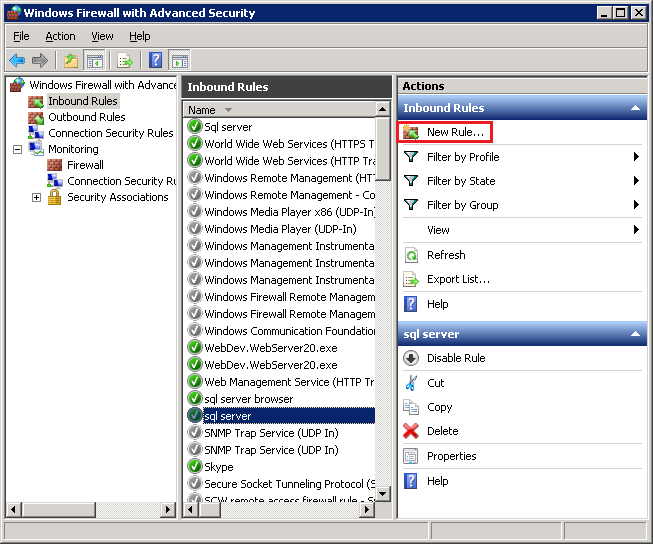 Windows Firewall with Advanced Security
File Action View Help
Windows Firewall with Advance
Inbound Rules
Outbound Rules
Connection Security Rules
Monitoring
Firewall
Connection Security Ru
Security Associations
Inbound Rules
Name
Sql server
World Wide Web Services (HTTPS T
World Wide Web Services (HTTP Tra
Windows Remote Management (HT
Windows Remote Management - Co
Windows Media Player x86 (UDP-In)
Windows Media Player (UDP-In)
Windows Management Instrumenta
Windows Management Instrumenta
Windows Management Instrumenta
Windows Firewall Remote Managem
Windows Firewall Remote Managem
Windows Communication Foundatio
WebDev.WebServer20.exe
WebDev.WebServer20.exe
Web Management Service (HTTP Tr
sql server browser
sql server
SNMP Trap Service (UDP In)
SNMP Trap Service (UDP In)
Skype
Secure Socket Tunneling Protocol (S
SCW remote access firewall rule - S
Actions
Inbound Rules
New Rule...
Filter by Profile
Filter by State
Filter by Group
View
Refresh
Export List...
Help
sql server
Disable Rule
Cut
Copy
Delete
Properties
Help